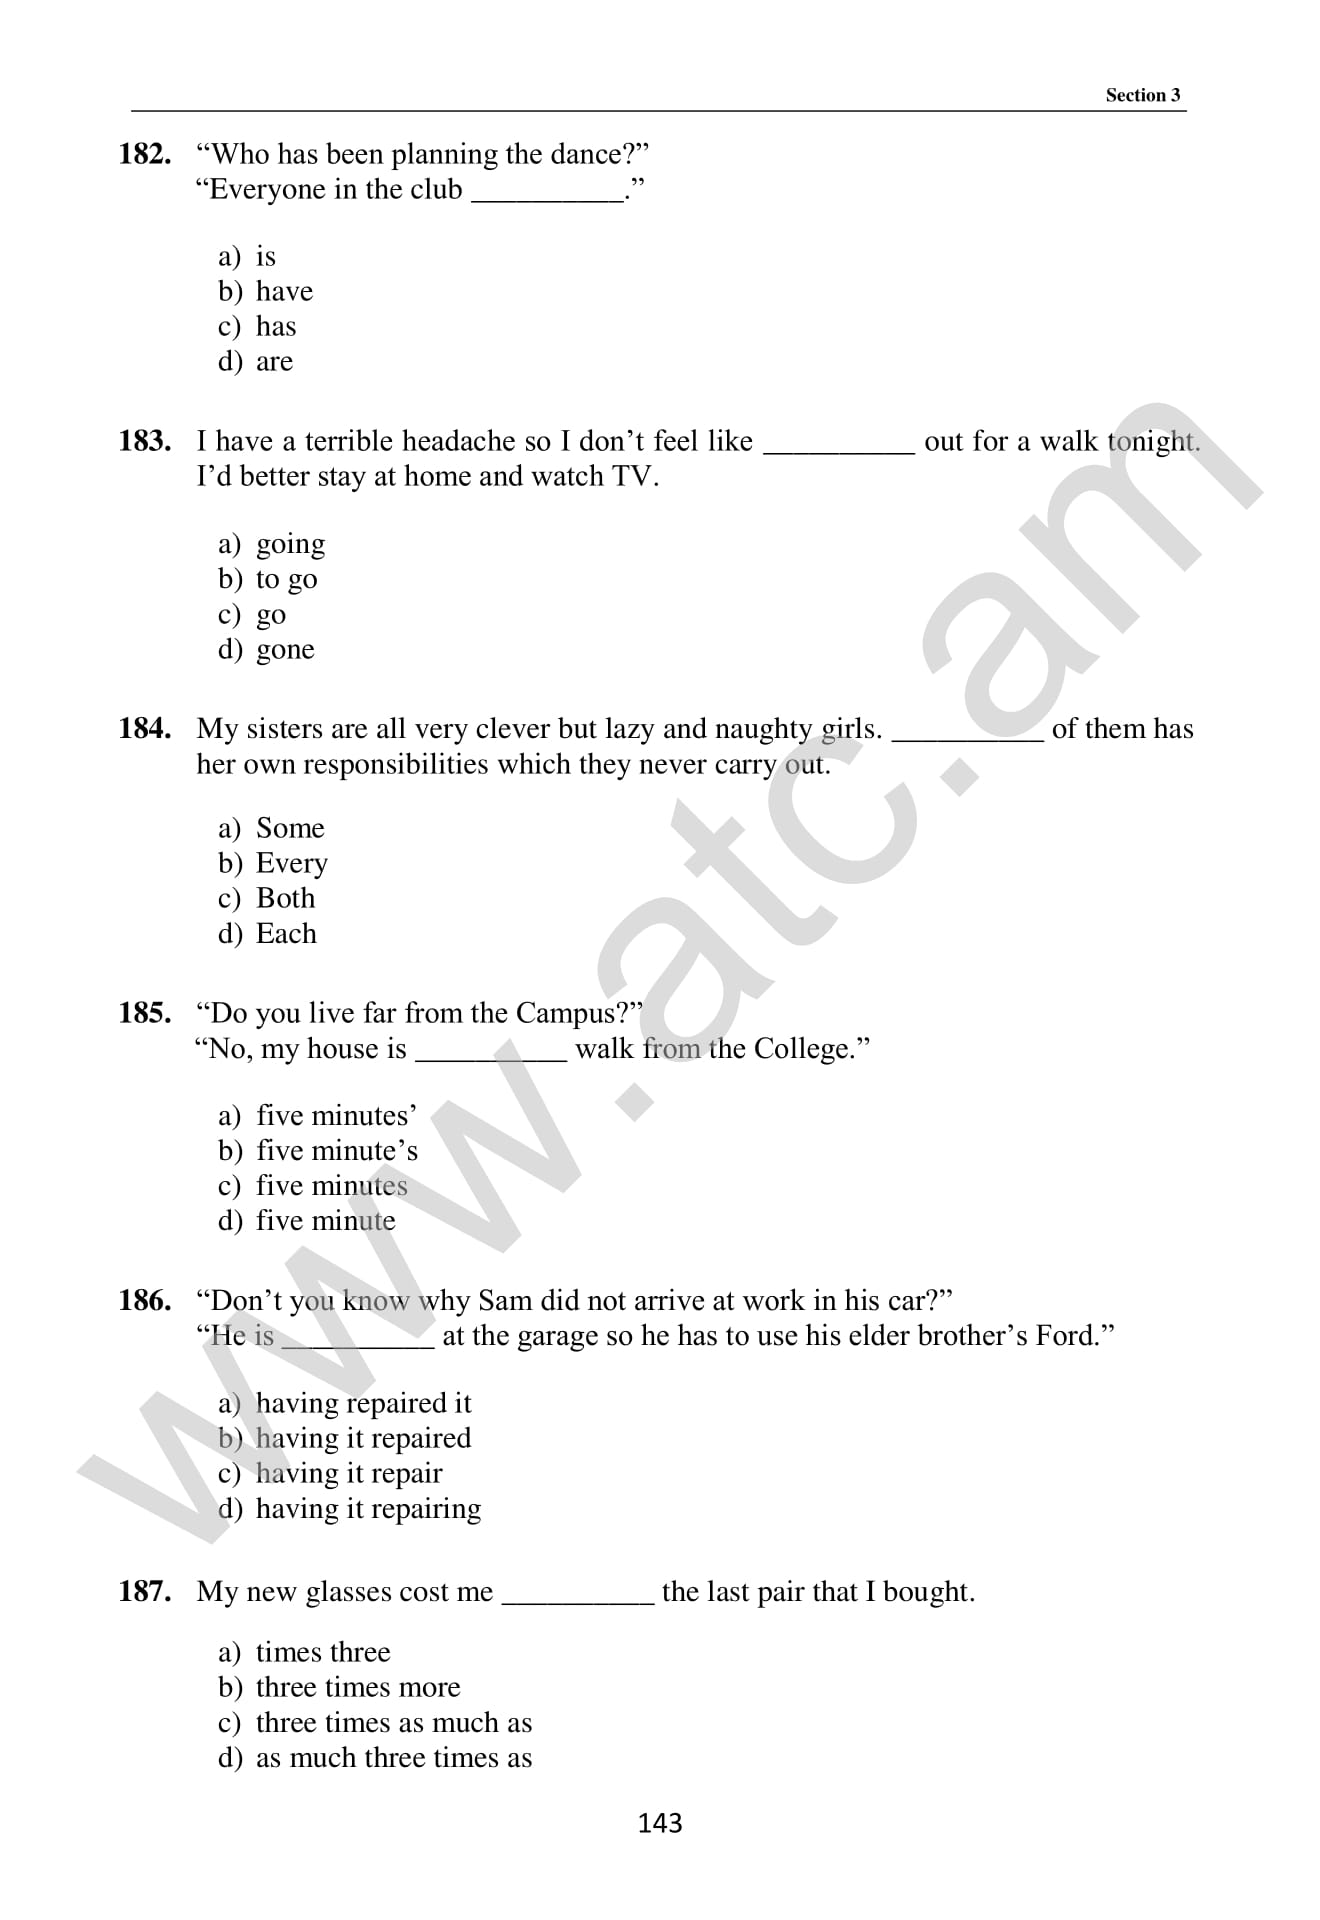 Section 3
182. “Who has been planning the dance?”
“Everyone in the club __________.”
a) is
b) have
c) has
d) are
183. I have a terrible headache so I don’t feel like __________ out for a walk tonight.
I’d better stay at home and watch TV.
a) going
b) to go
c) go
d) gone
184. My sisters are all very clever but lazy and naughty girls. __________ of them has
her own responsibilities which they never carry out.
a) Some
b) Every
c) Both
d) Each
185. “Do you live far from the Campus?”
“No, my house is __________ walk from the College.”
a) five minutes’
b) five minute’s
c) five minutes
d) five minute
186. “Don’t you know why Sam did not arrive at work in his car?”
“He is __________ at the garage so he has to use his elder brother’s Ford.”
a) having repaired it
b) having it repaired
c) having it repair
d) having it repairing
187. My new glasses cost me __________ the last pair that I bought.
a) times three
b) three times more
c) three times as much as
d) as much three times as
143
www.atc.am